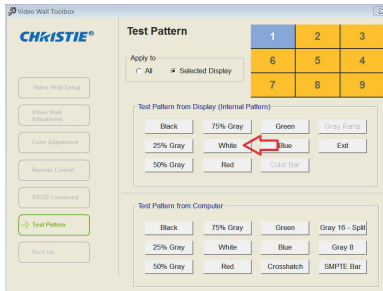 Video Wall Toolbox
CHRISTIE®
Video Wall Setup
Video Wall
Adjustment
Color Adjustment
Remote Control
RS232 Command
Test Pattern
Back Up
Test Pattern
Apply to
All Selected Display
1 2 3
6 5 4
7 8 9
Test Pattern from Display (Internal Pattern)
Black 75% Gray Green Gray Ramp
25% Gray White Blue Exit
50% Gray Red Color Bar
Test Pattern from Computer
Black 75% Gray Green Gray 16 - Split
25% Gray White Blue Gray 8
50% Gray Red Crosshatch SMPTE Bar